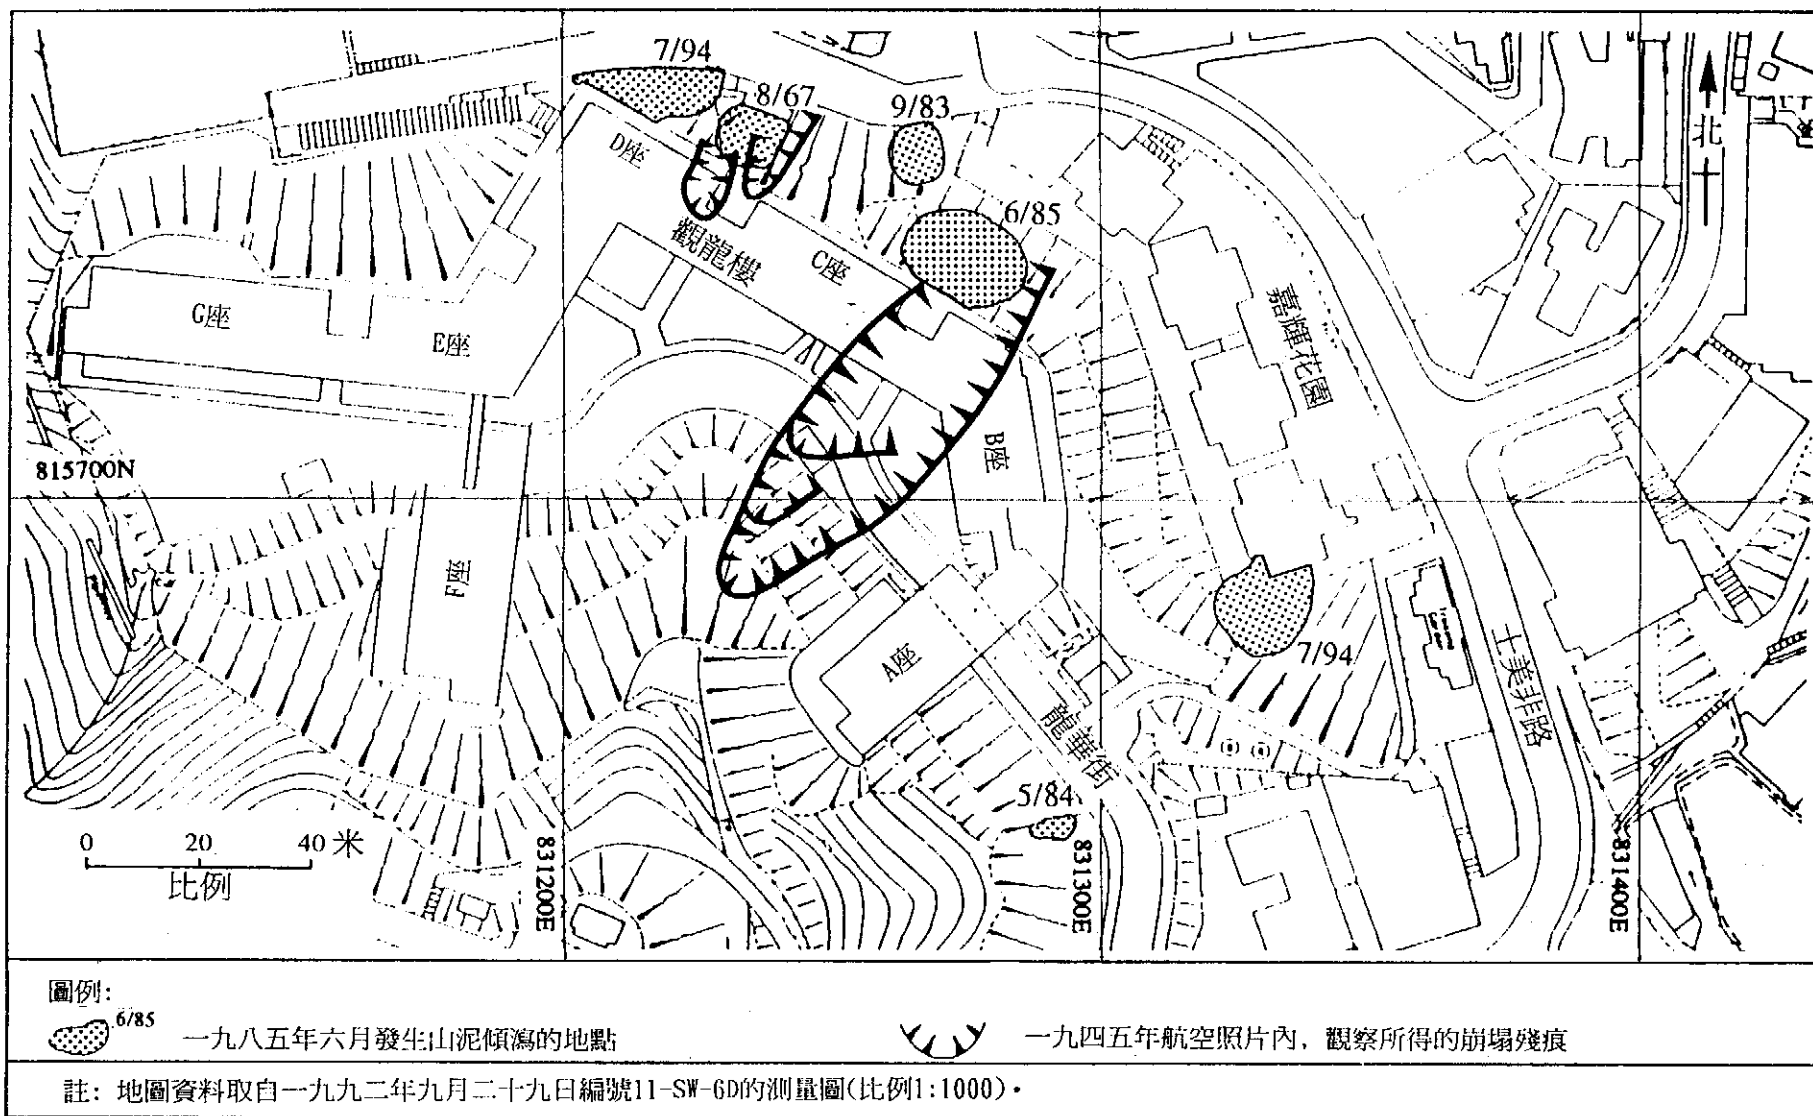 7/94
8/67
9/83
北
D座
6/85
觀龍樓
C座
G座
E座
嘉輝花園
B座
815700N
F座
A座
7/94
士美非路
龍華街
5/84
0 20 40 米
比例
831200E
831300E
831400E
圖例:
6/85 一九八五年六月發生山泥傾瀉的地點
一九四五年航空照片內, 觀察所得的崩塌殘痕
註: 地圖資料取自一九九二年九月二十九日編號11-SW-6D的測量圖(比例1:1000)·